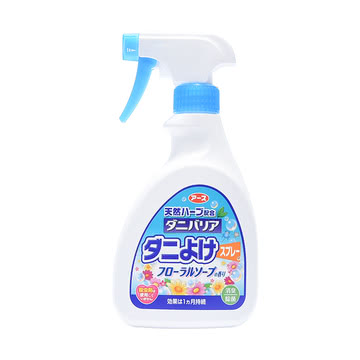 アース
天然ハーブ配合
ダニバリア
ダニよけ
スプレー
フローラルソープの香り
効果は1ヵ月持続
消臭
除菌